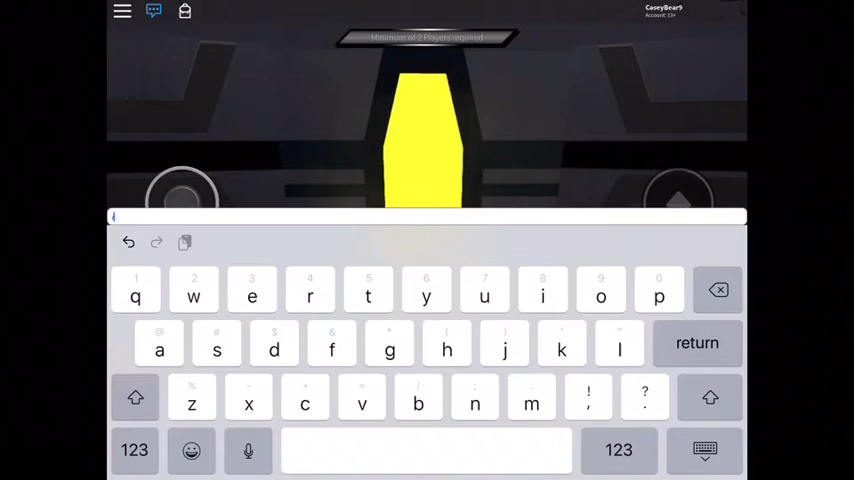 CaseyBear9
Account: 13+
Minimum of 2 Players required
/
1 2 3 4 5 6 7 8 9 0
q w e r t y u i o p
@ # $ & * ( ) ' "
a s d f g h j k l return
% - + = / ; : ! ?
z x c v b n m , .
123 123